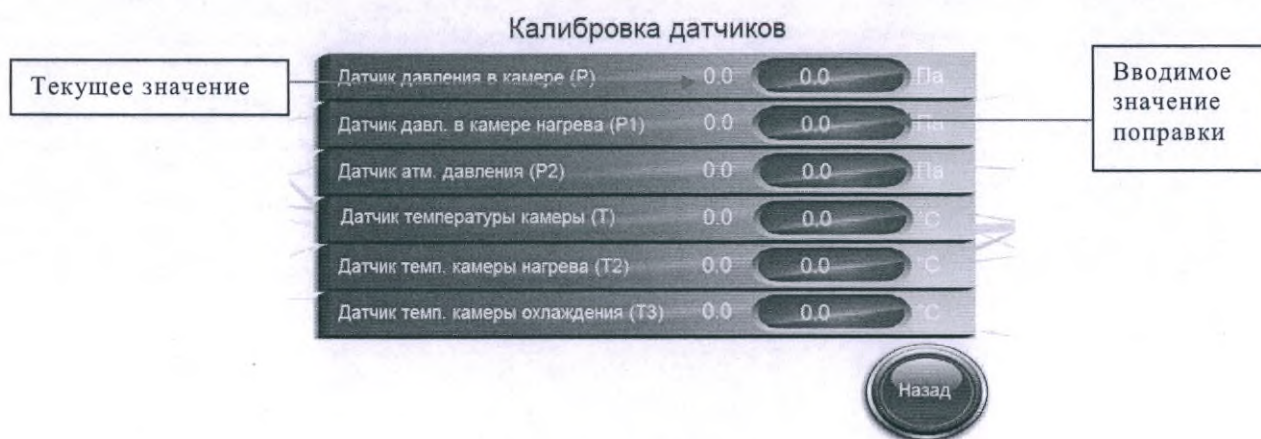 Калибровка датчиков
Текущее значение
Датчик давления в камере (P) 0.0 0.0 Па
Датчик давл. в камере нагрева (P1) 0.0 0.0 Па
Датчик атм. давления (P2) 0.0 0.0 Па
Датчик температуры камеры (T) 0.0 0.0 °C
Датчик темп. камеры нагрева (T2) 0.0 0.0 °C
Датчик темп. камеры охлаждения (T3) 0.0 0.0 °C
Вводимое
значение
поправки
Назад